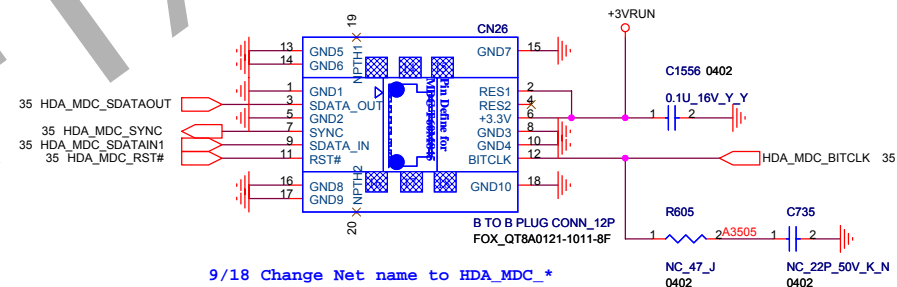 +3VRUN
19
CN26
NPTH1
13 GND5
14 GND6
GND7 15
1 GND1
3 SDATA_OUT
5 GND2
7 SYNC
9 SDATA_IN
11 RST#
RES1 2
RES2 4
+3.3V 6
GND3 8
GND4 10
BITCLK 12
Pin Define for
16 GND8
17 GND9
GND10 18
NPTH2
20
35 HDA_MDC_SDATAOUT
35 HDA_MDC_SYNC
35 HDA_MDC_SDATAIN1
35 HDA_MDC_RST#
C1556 0402
0.1U_16V_Y_Y
1 2
HDA_MDC_BITCLK 35
B TO B PLUG CONN_12P
FOX_QT8A0121-1011-8F
R605
1 2
A3505
NC_47_J
0402
C735
1 2
NC_22P_50V_K_N
0402
9/18 Change Net name to HDA_MDC_*